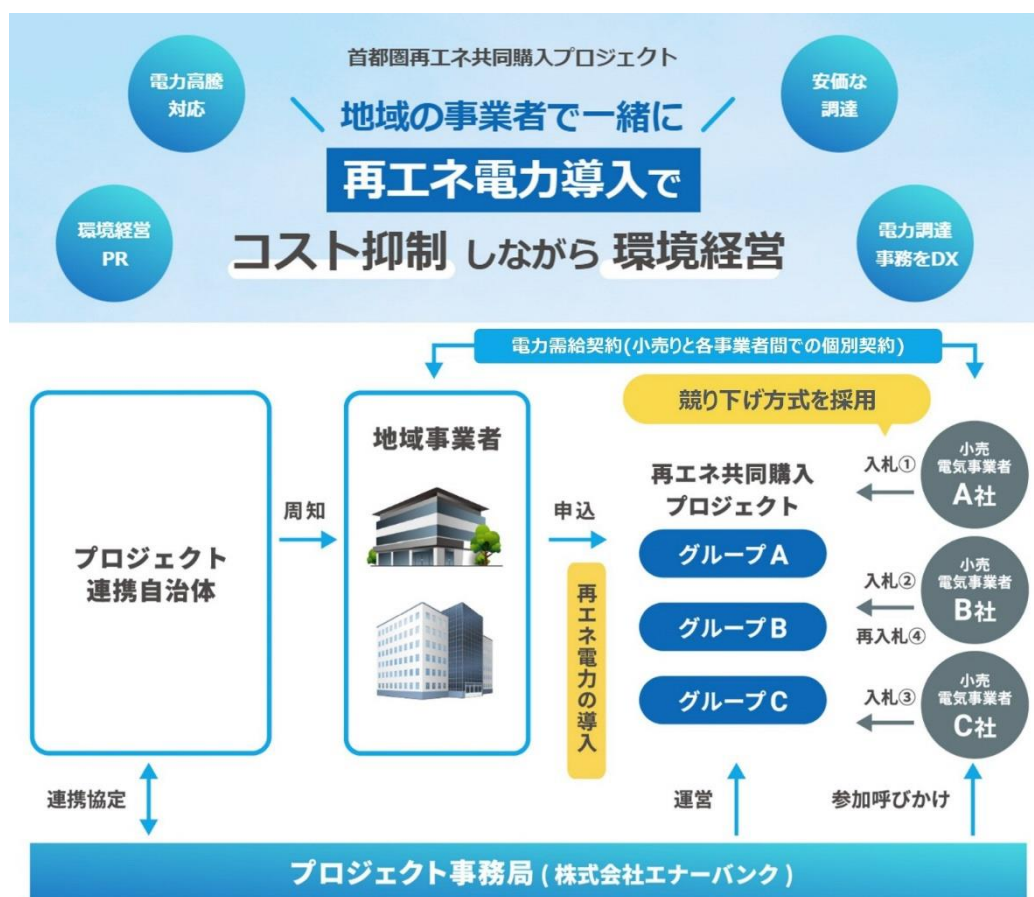 首都圏再エネ共同購入プロジェクト
電力高騰
対応
地域の事業者で一緒に
安価な
調達
再エネ電力導入で
環境経営
PR
コスト抑制 しながら 環境経営
電力調達
事務をDX
電力需給契約(小売りと各事業者間での個別契約)
プロジェクト
連携自治体
周知
地域事業者
申込
再エネ電力の導入
競り下げ方式を採用
再エネ共同購入
プロジェクト
グループA
グループB
グループC
入札①
小売
電気事業者
A社
入札②
再入札④
小売
電気事業者
B社
入札③
小売
電気事業者
C社
連携協定
運営
参加呼びかけ
プロジェクト事務局 ( 株式会社エナーバンク )